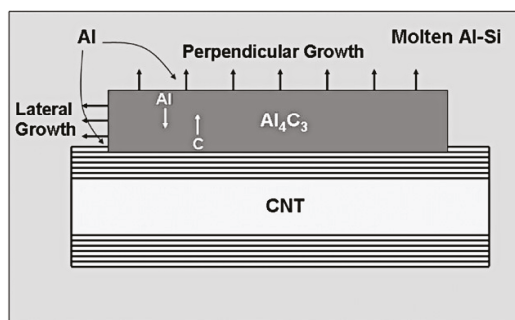 Al
Molten Al-Si
Perpendicular Growth
Lateral
Growth
Al
Al₄C₃
C
CNT